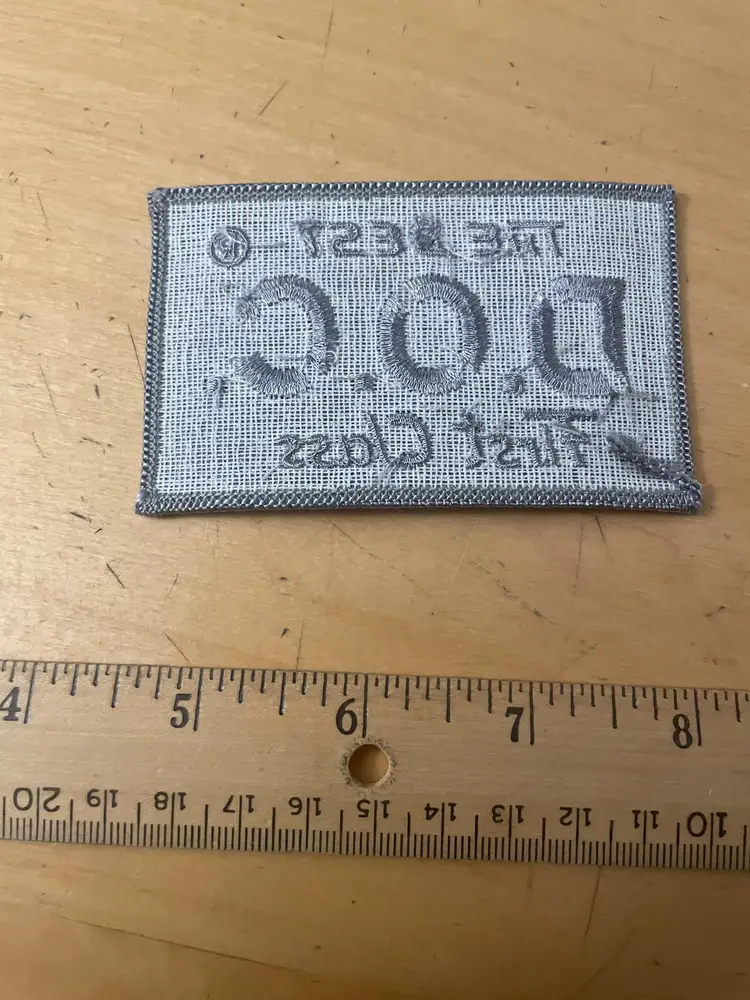 THE BEST – ®
D.O.C.
First Class
4 5 6 7 8
20 19 18 17 16 15 14 13 12 11 10